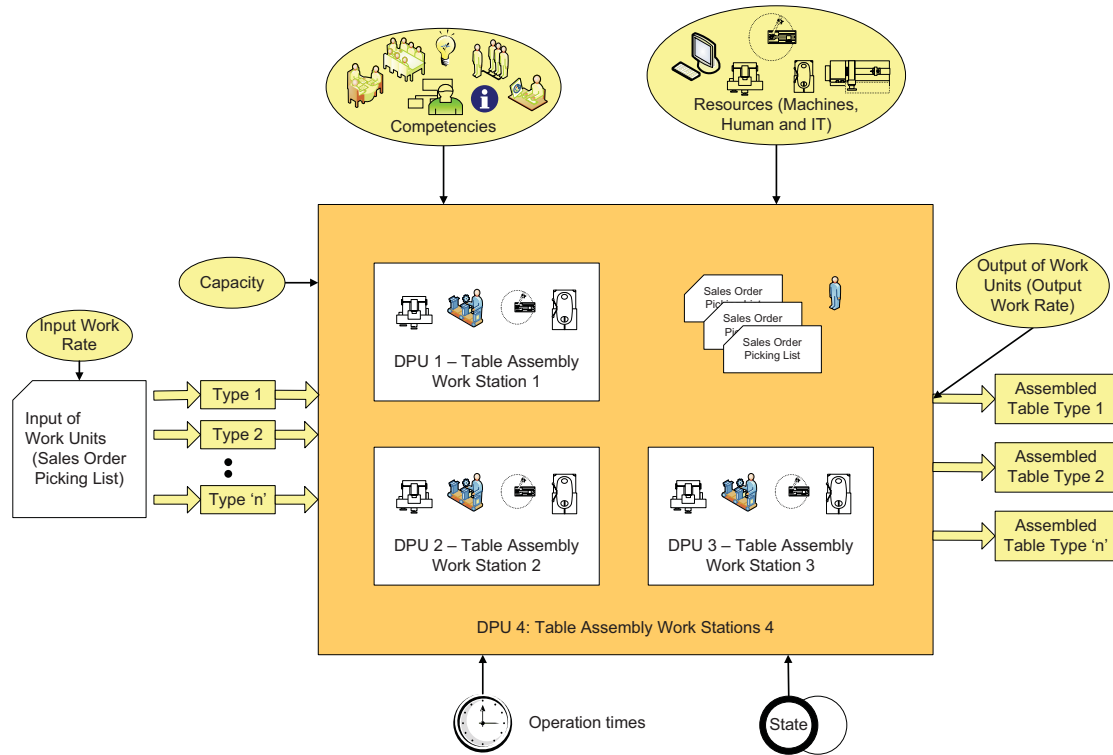 Competencies
Resources (Machines,
Human and IT)
Capacity
Input Work
Rate
Input of
Work Units
(Sales Order
Picking List)
Type 1
Type 2
Type ‘n’
DPU 1 – Table Assembly
Work Station 1
Sales Order
Picking List
Sales Order
Pic
Sales Order
Picking List
DPU 2 – Table Assembly
Work Station 2
DPU 3 – Table Assembly
Work Station 3
DPU 4: Table Assembly Work Stations 4
Output of Work
Units (Output
Work Rate)
Assembled
Table Type 1
Assembled
Table Type 2
Assembled
Table Type ‘n’
Operation times
State